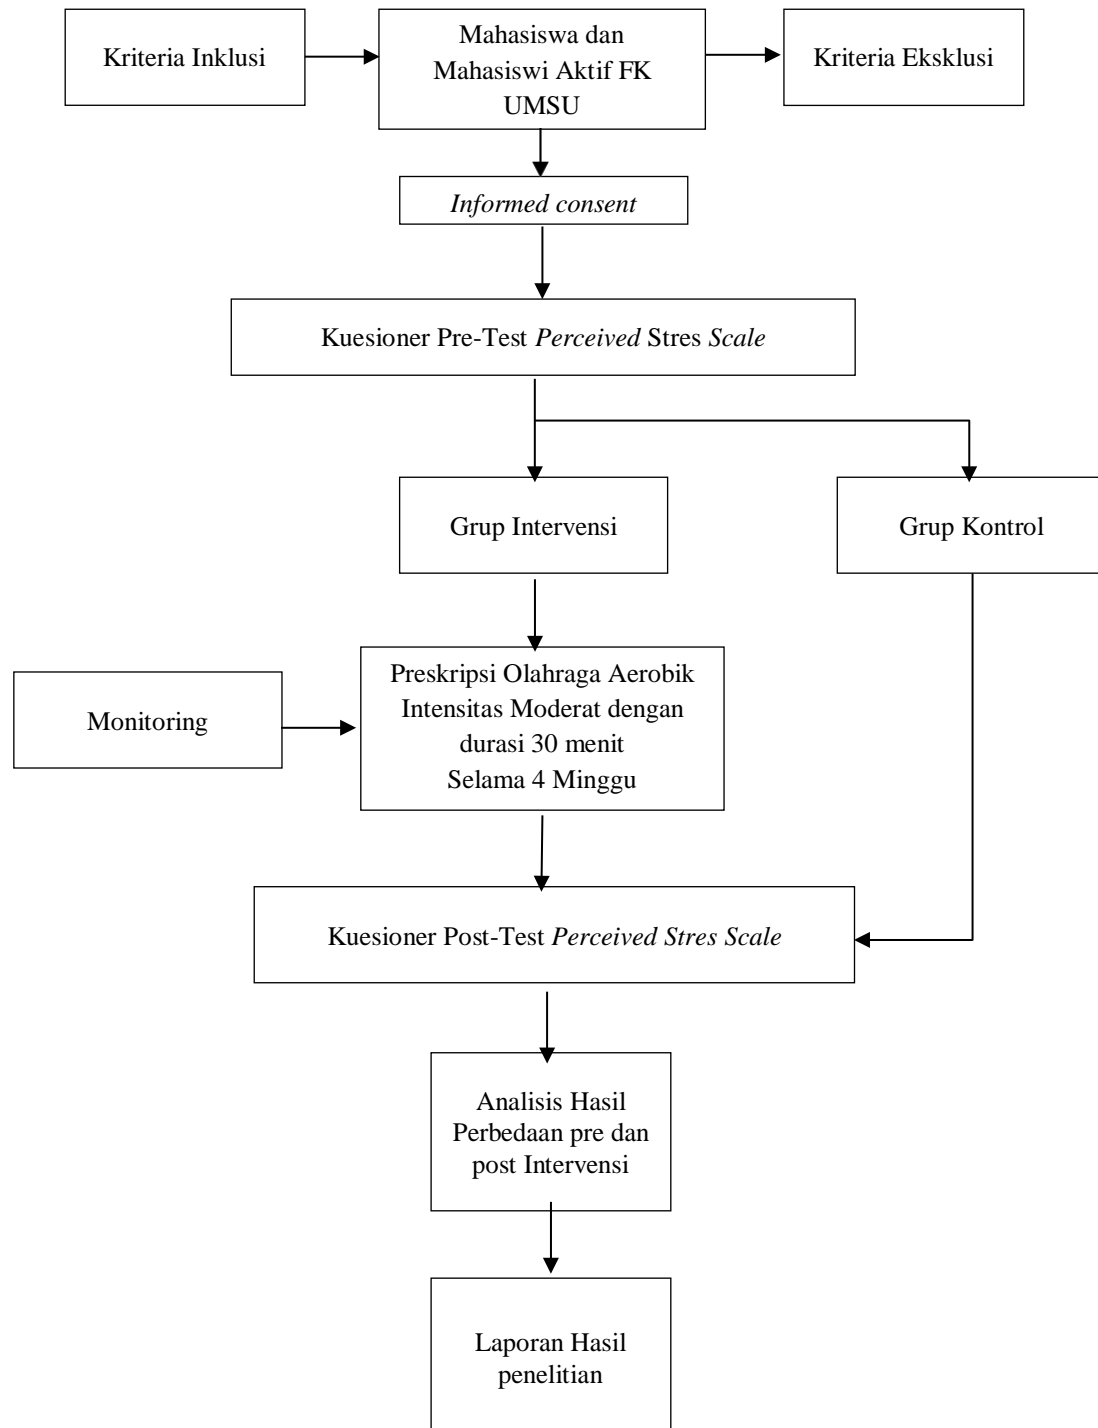 Kriteria Inklusi
Mahasiswa dan
Mahasiswi Aktif FK
UMSU
Kriteria Eksklusi
Informed consent
Kuesioner Pre-Test Perceived Stres Scale
Grup Intervensi
Grup Kontrol
Monitoring
Preskripsi Olahraga Aerobik
Intensitas Moderat dengan
durasi 30 menit
Selama 4 Minggu
Kuesioner Post-Test Perceived Stres Scale
Analisis Hasil
Perbedaan pre dan
post Intervensi
Laporan Hasil
penelitian